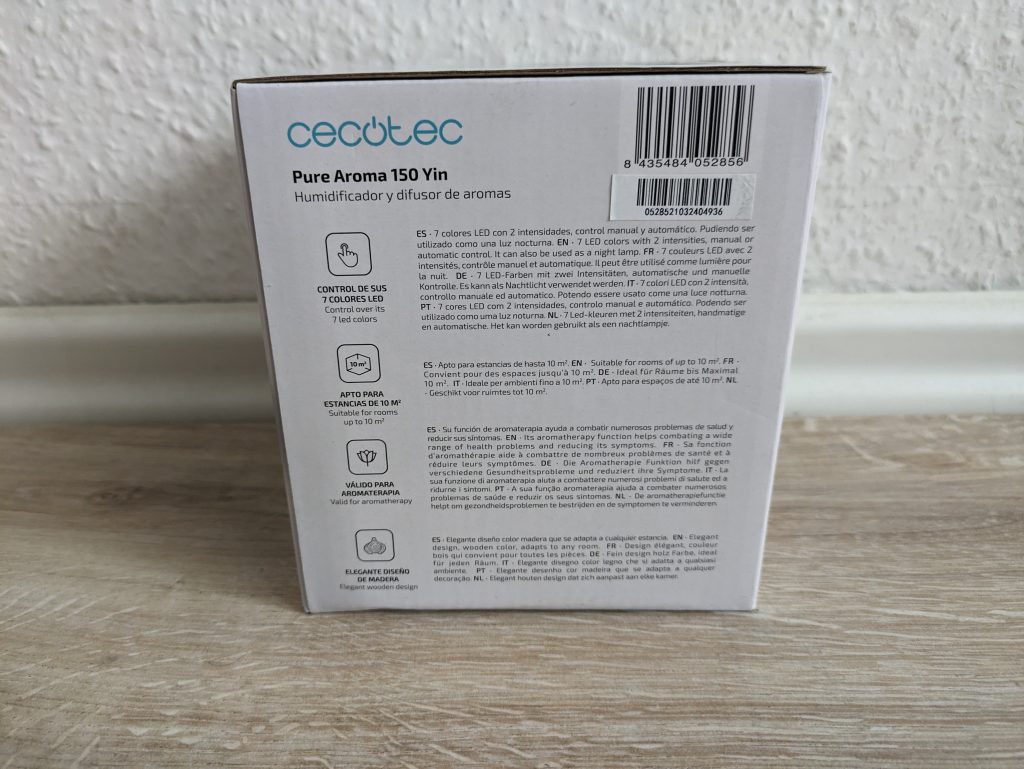 cecotec
Pure Aroma 150 Yin
Humidificador y difusor de aromas
8 435484 052856
0528521032404936
CONTROL DE SUS
7 COLORES LED
Control over its
7 led colors
ES · 7 colores LED con 2 intensidades, control manual y automático. Pudiendo ser
utilizado como una luz nocturna. EN · 7 LED colors with 2 intensities, manual or
automatic control. It can also be used as a night lamp. FR · 7 couleurs LED avec 2
intensités, contrôle manuel et automatique. Il peut être utilisé comme lumière pour
la nuit. DE · 7 LED-Farben mit zwei Intensitäten, automatische und manuelle
Kontrolle. Es kann als Nachtlicht verwendet werden. IT · 7 colori LED con 2 intensità,
controllo manuale ed automatico. Potendo essere usato come una luce notturna.
PT · 7 cores LED com 2 intensidades, controlo manual e automático. Podendo ser
utilizado como uma luz noturna. NL · 7 Led-kleuren met 2 intensiteiten, handmatige
en automatische. Het kan worden gebruikt als een nachtlampje.
10 m²
APTO PARA
ESTANCIAS DE 10 M²
Suitable for rooms
up to 10 m²
ES · Apto para estancias de hasta 10 m². EN · Suitable for rooms of up to 10 m². FR ·
Convient pour des espaces jusqu'à 10 m². DE · Ideal für Räume bis Maximal
10 m². IT · Ideale per ambienti fino a 10 m². PT · Apto para espaços de até 10 m². NL
· Geschikt voor ruimtes tot 10 m².
VÁLIDO PARA
AROMATERAPIA
Valid for aromatherapy
ES · Su función de aromaterapia ayuda a combatir numerosos problemas de salud y
reducir sus síntomas. EN · Its aromatherapy function helps combating a wide
range of health problems and reducing its symptoms. FR · Sa fonction
d'aromathérapie aide à combattre de nombreux problèmes de santé et à
réduire leurs symptômes. DE · Die Aromatherapie Funktion hilf gegen
verschiedene Gesundheitsprobleme und reduziert ihre Symptome. IT · La
sua funzione di aromaterapia aiuta a combattere numerosi problemi di salute ed a
ridurne i sintomi. PT · A sua função aromaterapia ajuda a combater numerosos
problemas de saúde e reduzir os seus sintomas. NL · De aromatherapiefunctie
helpt om gezondheidsproblemen te bestrijden en de symptomen te verminderen.
ELEGANTE DISEÑO
DE MADERA
Elegant wooden design
ES · Elegante diseño color madera que se adapta a cualquier estancia. EN · Elegant
design, wooden color, adapts to any room. FR · Design élégant, couleur
bois qui convient pour toutes les pièces. DE · Fein design holz Farbe, ideal
für jeden Raum. IT · Elegante disegno color legno che si adatta a qualsiasi
ambiente. PT · Elegante desenho cor madeira que se adapta a qualquer
decoração. NL · Elegant houten design dat zich aanpast aan elke kamer.